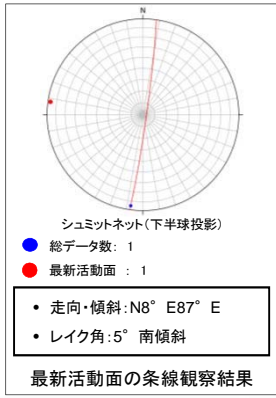 N
シュミットネット(下半球投影)
総データ数: 1
最新活動面 : 1
• 走向・傾斜:N8° E87° E
• レイク角:5° 南傾斜
最新活動面の条線観察結果